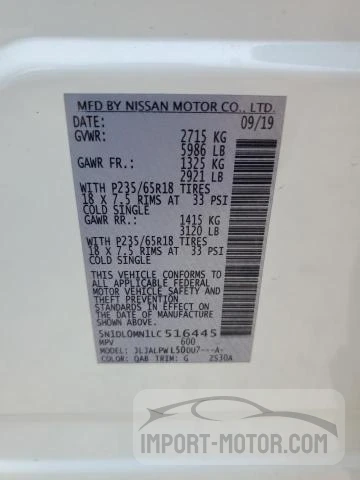 MFD BY NISSAN MOTOR CO., LTD.
DATE: 09/19
GVWR: 2715 KG
5986 LB
GAWR FR.: 1325 KG
2921 LB
WITH P235/65R18 TIRES
18 X 7.5 RIMS AT 33 PSI
COLD SINGLE
GAWR RR.: 1415 KG
3120 LB
WITH P235/65R18 TIRES
18 X 7.5 RIMS AT 33 PSI
COLD SINGLE
THIS VEHICLE CONFORMS TO
ALL APPLICABLE FEDERAL
MOTOR VEHICLE SAFETY
STANDARDS IN EFFECT ON
THE DATE OF MANUFACTURE
SHOWN ABOVE.
5N1DL0MN1LC516445
MPV 600
MODEL: JLJALPWL50UU7---A-
COLOR: QAB TRIM: G 2S30A
IMPORT-MOTOR.COM